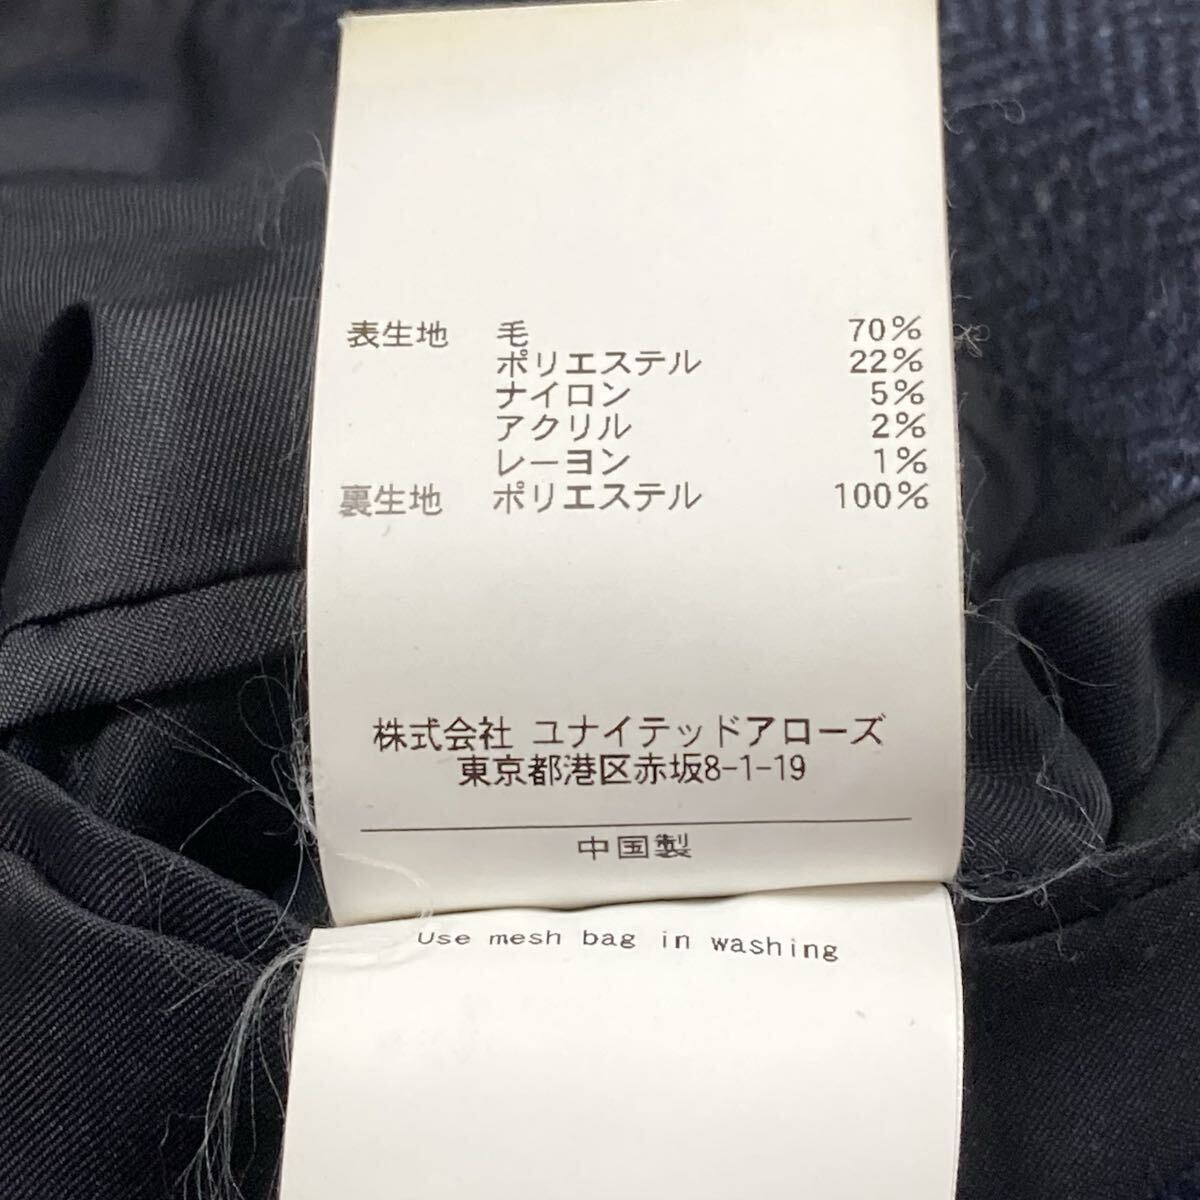 表生地 毛 70%
ポリエステル 22%
ナイロン 5%
アクリル 2%
レーヨン 1%
裏生地 ポリエステル 100%
株式会社 ユナイテッドアローズ
東京都港区赤坂8-1-19
中国製
Use mesh bag in washing